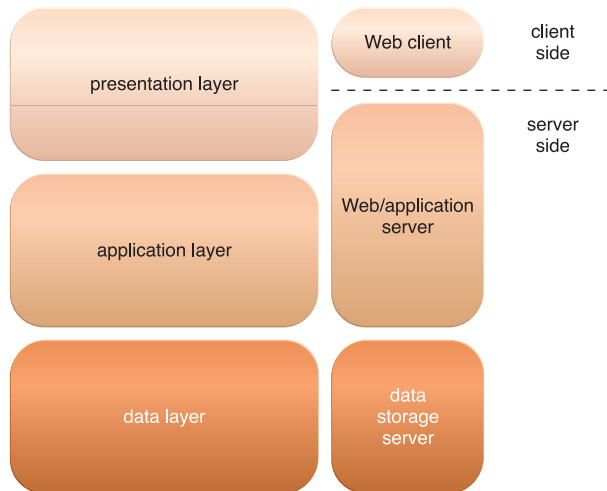 presentation layer
Web client
client
side
server
side
application layer
Web/application
server
data layer
data
storage
server